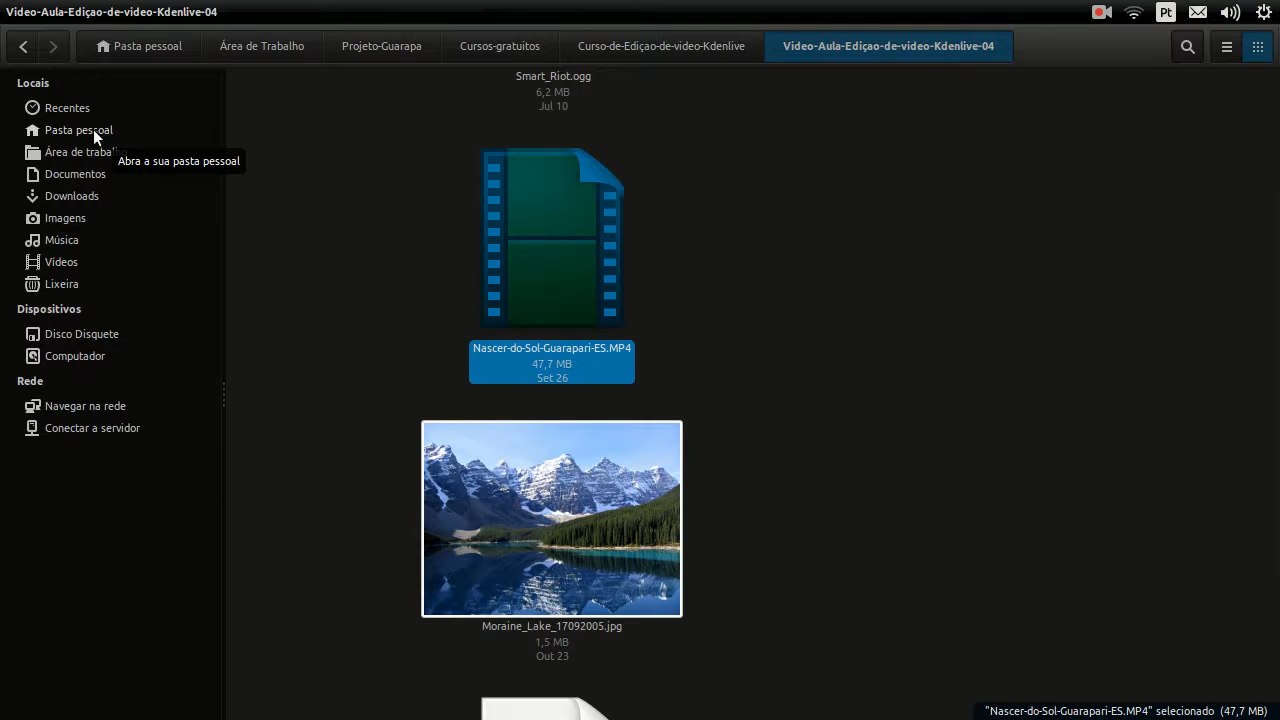 Video-Aula-Ediçao-de-video-Kdenlive-04
Pt
Pasta pessoal
Área de Trabalho
Projeto-Guarapa
Cursos-gratuitos
Curso-de-Ediçao-de-video-Kdenlive
Video-Aula-Ediçao-de-video-Kdenlive-04
Locais
Recentes
Pasta pessoal
Área de trabalho
Abra a sua pasta pessoal
Documentos
Downloads
Imagens
Música
Vídeos
Lixeira
Dispositivos
Disco Disquete
Computador
Rede
Navegar na rede
Conectar a servidor
Smart_Riot.ogg
6,2 MB
Jul 10
Nascer-do-Sol-Guarapari-ES.MP4
47,7 MB
Set 26
Moraine_Lake_17092005.jpg
1,5 MB
Out 23
"Nascer-do-Sol-Guarapari-ES.MP4" selecionado (47,7 MB)